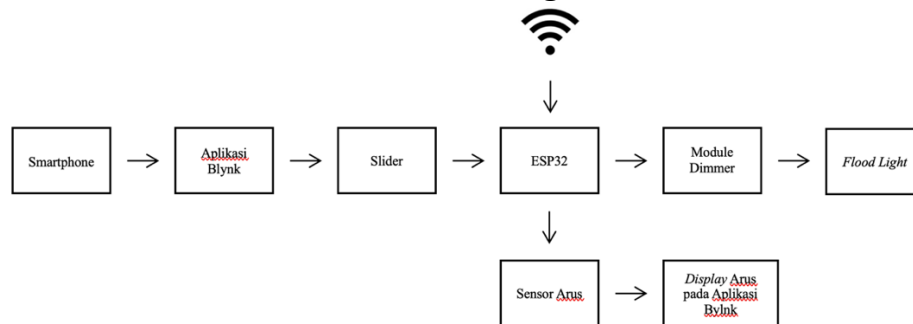 Smartphone
Aplikasi
Blynk
Slider
ESP32
Module
Dimmer
Flood Light
Sensor Arus
Display Arus
pada Aplikasi
Bylnk